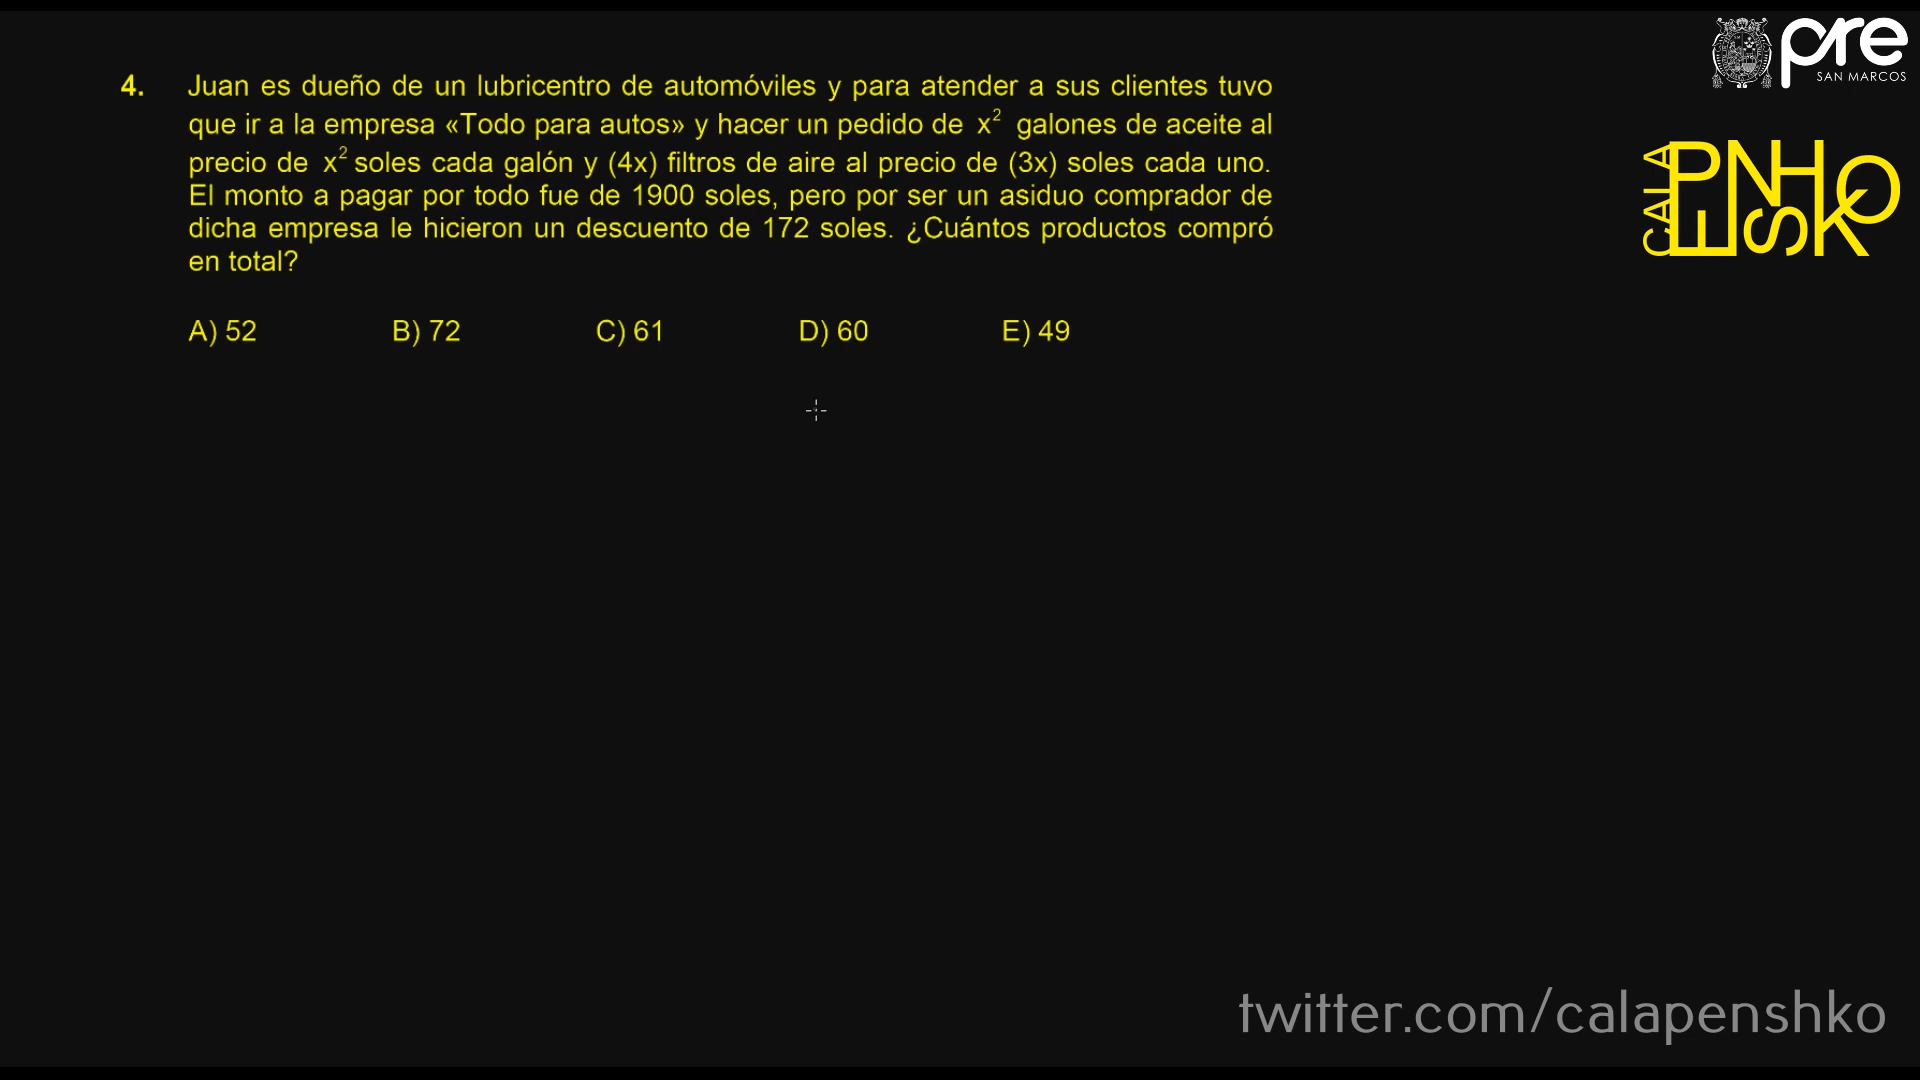 pre
SAN MARCOS
4. Juan es dueño de un lubricentro de automóviles y para atender a sus clientes tuvo
que ir a la empresa «Todo para autos» y hacer un pedido de x² galones de aceite al
precio de x² soles cada galón y (4x) filtros de aire al precio de (3x) soles cada uno.
El monto a pagar por todo fue de 1900 soles, pero por ser un asiduo comprador de
dicha empresa le hicieron un descuento de 172 soles. ¿Cuántos productos compró
en total?
A) 52 B) 72 C) 61 D) 60 E) 49
CALA
PENSHKO
twitter.com/calapenshko